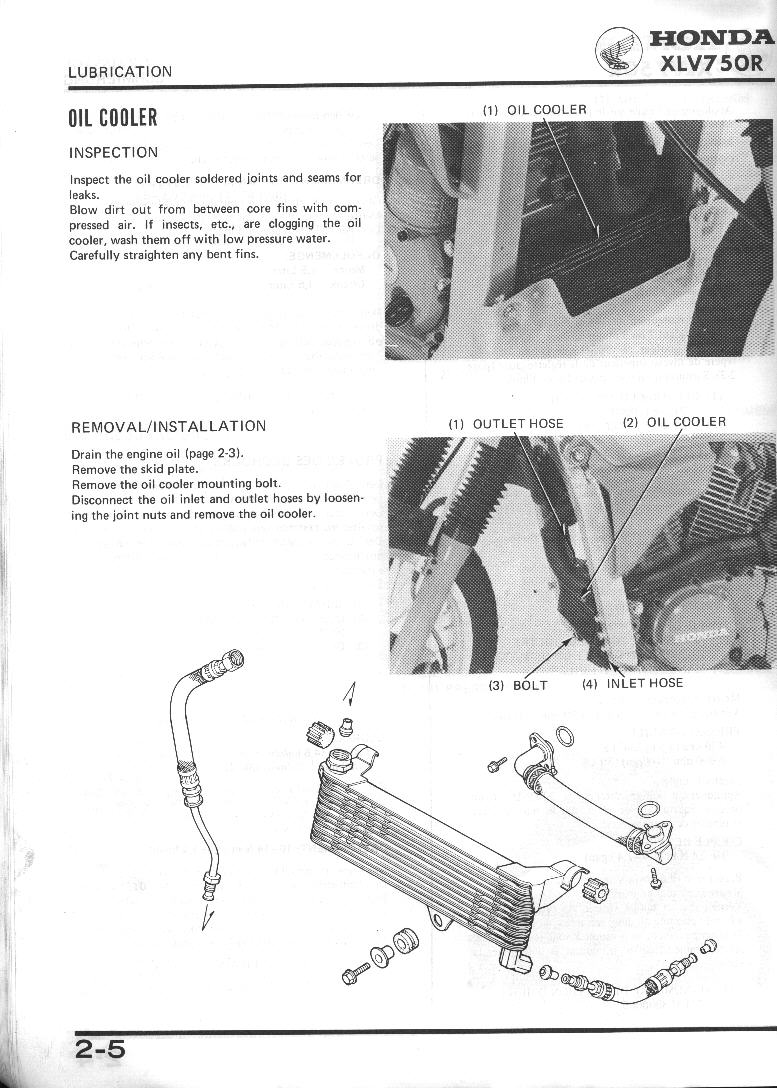 LUBRICATION
HONDA
XLV750R
OIL COOLER
INSPECTION
Inspect the oil cooler soldered joints and seams for
leaks.
Blow dirt out from between core fins with com-
pressed air. If insects, etc., are clogging the oil
cooler, wash them off with low pressure water.
Carefully straighten any bent fins.
(1) OIL COOLER
REMOVAL/INSTALLATION
Drain the engine oil (page 2-3).
Remove the skid plate.
Remove the oil cooler mounting bolt.
Disconnect the oil inlet and outlet hoses by loosen-
ing the joint nuts and remove the oil cooler.
(1) OUTLET HOSE
(2) OIL COOLER
HONDA
(3) BOLT
(4) INLET HOSE
2-5